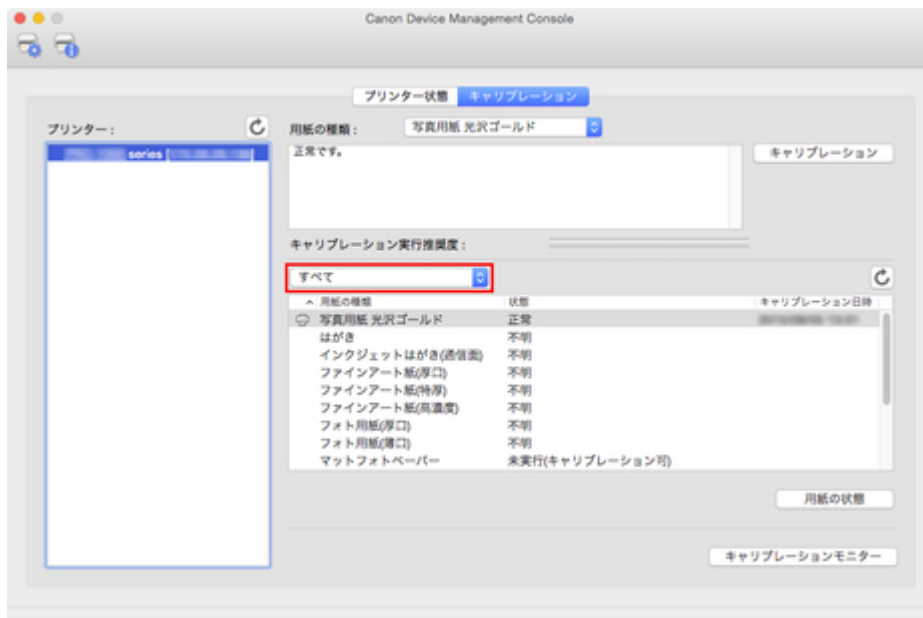 Canon Device Management Console
プリンター状態 キャリブレーション
プリンター：
用紙の種類： 写真用紙 光沢ゴールド
series [
正常です。
キャリブレーション
キャリブレーション実行推奨度：
すべて
用紙の種類 状態 キャリブレーション日時
写真用紙 光沢ゴールド 正常
はがき 不明
インクジェットはがき(通信面) 不明
ファインアート紙(厚口) 不明
ファインアート紙(特厚) 不明
ファインアート紙(高濃度) 不明
フォト用紙(厚口) 不明
フォト用紙(薄口) 不明
マットフォトペーパー 未実行(キャリブレーション可)
用紙の状態
キャリブレーションモニター